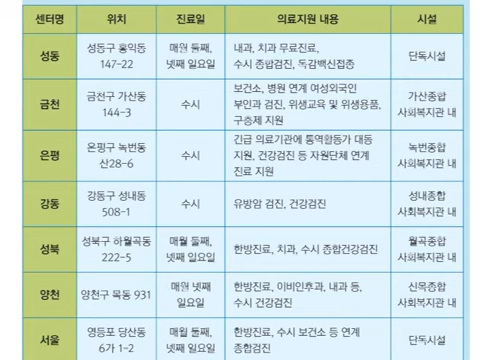 센터명 위치 진료일 의료지원 내용 시설
성동 성동구 홍익동 147-22 매월 둘째, 넷째 일요일 내과, 치과 무료진료, 수시 종합검진, 독감백신접종 단독시설
금천 금천구 가산동 144-3 수시 보건소, 병원 연계 여성외국인 부인과 검진, 위생교육 및 위생용품, 구충제 지원 가산종합 사회복지관 내
은평 은평구 녹번동 산28-6 수시 긴급 의료기관에 통역활동가 대동 지원, 건강검진 등 자원단체 연계 진료 지원 녹번종합 사회복지관 내
강동 강동구 성내동 508-1 수시 유방암 검진, 건강검진 성내종합 사회복지관 내
성북 성북구 하월곡동 222-5 매월 둘째, 넷째 일요일 한방진료, 치과, 수시 종합건강검진 월곡종합 사회복지관 내
양천 양천구 목동 931 매월 넷째 일요일 한방진료, 이비인후과, 내과 등, 수시 건강검진 신목종합 사회복지관 내
서울 영등포 당산동 6가 1-2 매월 둘째, 넷째 일요일 한방진료, 수시 보건소 등 연계 종합검진 단독시설